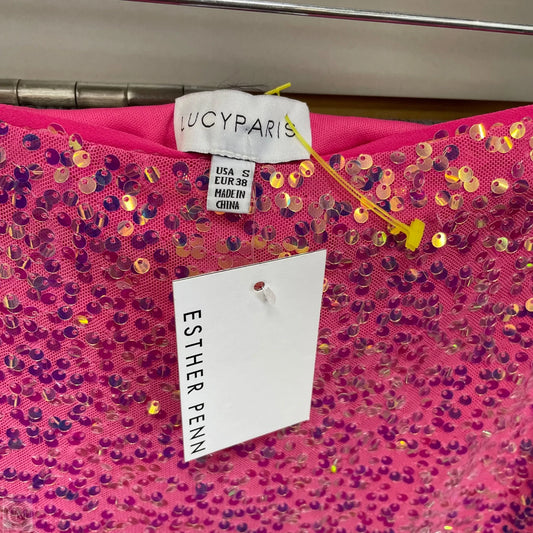 LUCYPARIS
USA S
EUR 38
MADE IN
CHINA
ESTHER PENN